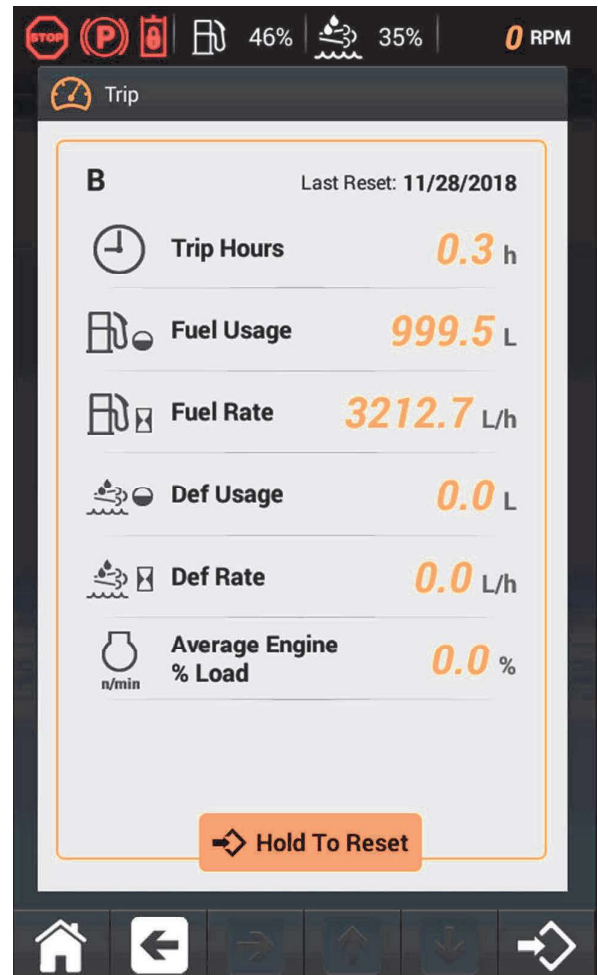 STOP P 46% 35% 0 RPM
Trip
B Last Reset: 11/28/2018
Trip Hours 0.3 h
Fuel Usage 999.5 L
Fuel Rate 3212.7 L/h
Def Usage 0.0 L
Def Rate 0.0 L/h
Average Engine
% Load 0.0 %
n/min
Hold To Reset